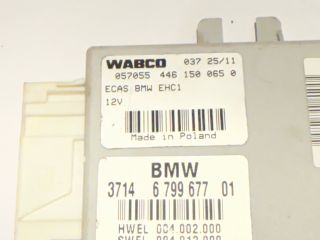 WABCO 037 25/11
057055 446 150 065 0
ECAS BMW EHC1
12V
Made in Poland
BMW
3714 6 799 677 01
HWEL 004.002.000